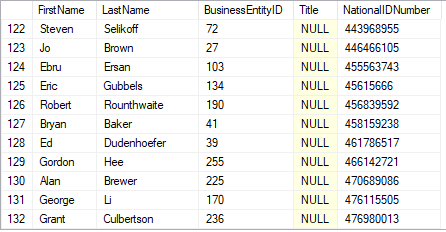 FirstName LastName BusinessEntityID Title NationalIDNumber
122 Steven Selikoff 72 NULL 443968955
123 Jo Brown 27 NULL 446466105
124 Ebru Ersan 103 NULL 455563743
125 Eric Gubbels 134 NULL 45615666
126 Robert Rounthwaite 190 NULL 456839592
127 Bryan Baker 41 NULL 458159238
128 Ed Dudenhoefer 39 NULL 461786517
129 Gordon Hee 255 NULL 466142721
130 Alan Brewer 225 NULL 470689086
131 George Li 170 NULL 476115505
132 Grant Culbertson 236 NULL 476980013